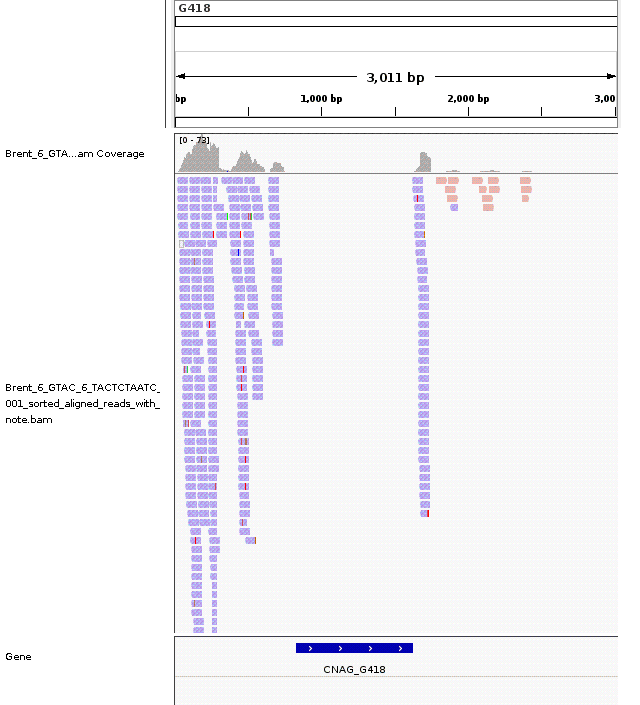 G418
3,011 bp
bp
1,000 bp
2,000 bp
3,00
[0 - 73]
Brent_6_GTA...am Coverage
Brent_6_GTAC_6_TACTCTAATC_
001_sorted_aligned_reads_with_
note.bam
Gene
CNAG_G418